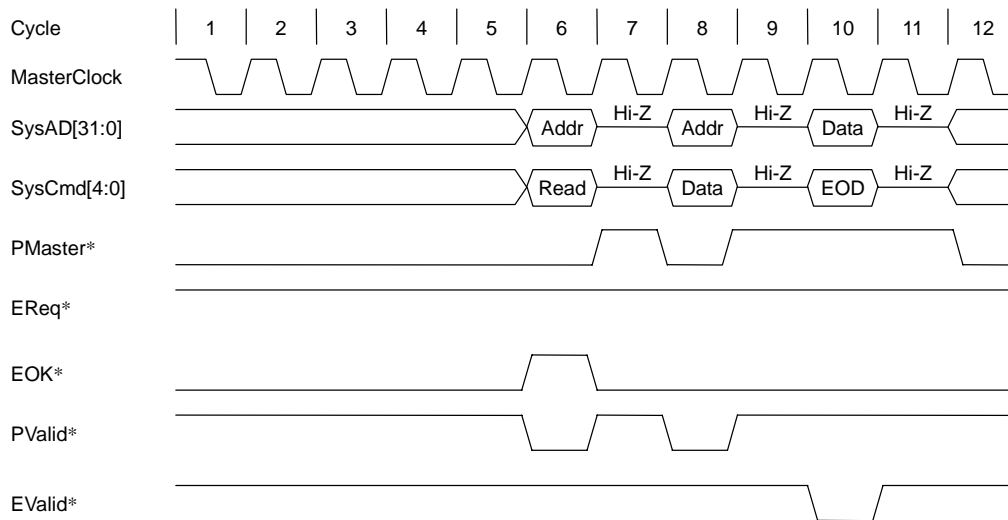 Cycle 1 2 3 4 5 6 7 8 9 10 11 12
MasterClock
SysAD[31:0] Addr Hi-Z Addr Hi-Z Data Hi-Z
SysCmd[4:0] Read Hi-Z Data Hi-Z EOD Hi-Z
PMaster*
EReq*
EOK*
PValid*
EValid*